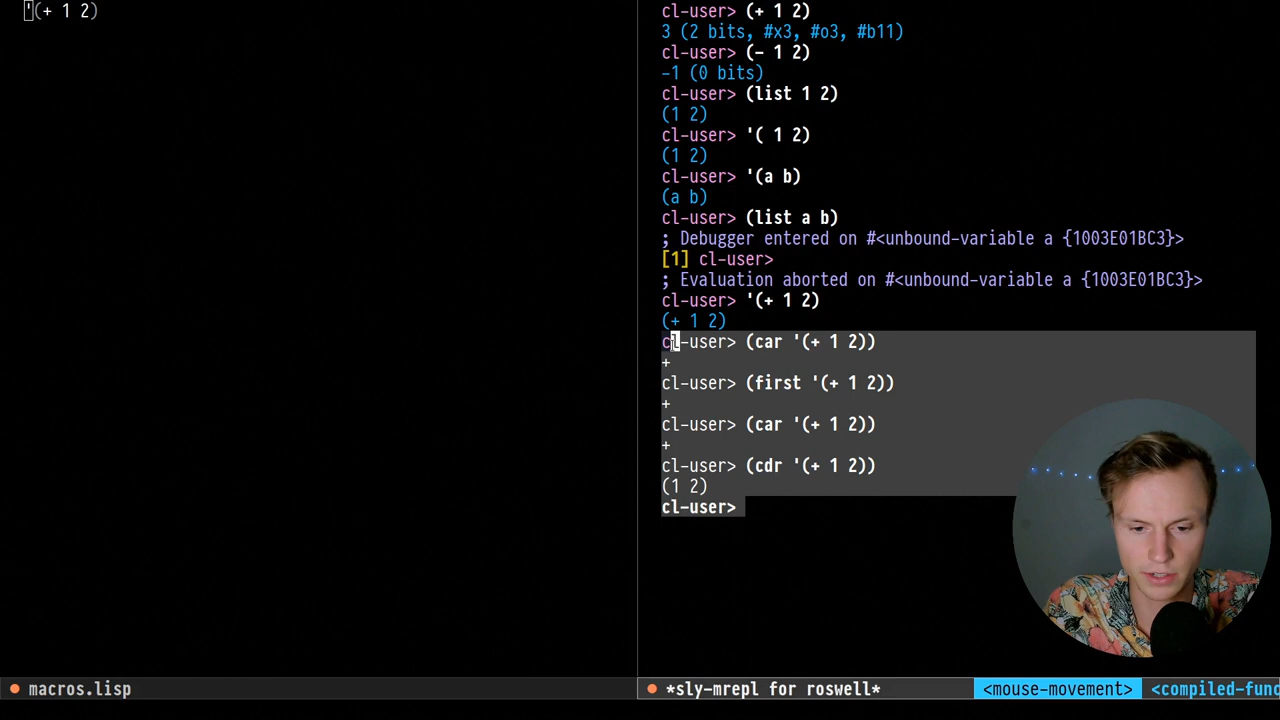 '(+ 1 2)
cl-user> (+ 1 2)
3 (2 bits, #x3, #o3, #b11)
cl-user> (- 1 2)
-1 (0 bits)
cl-user> (list 1 2)
(1 2)
cl-user> '( 1 2)
(1 2)
cl-user> '(a b)
(a b)
cl-user> (list a b)
; Debugger entered on #<unbound-variable a {1003E01BC3}>
[1] cl-user>
; Evaluation aborted on #<unbound-variable a {1003E01BC3}>
cl-user> '(+ 1 2)
(+ 1 2)
cl-user> (car '(+ 1 2))
+
cl-user> (first '(+ 1 2))
+
cl-user> (car '(+ 1 2))
+
cl-user> (cdr '(+ 1 2))
(1 2)
cl-user>
macros.lisp
*sly-mrepl for roswell* <mouse-movement> <compiled-func